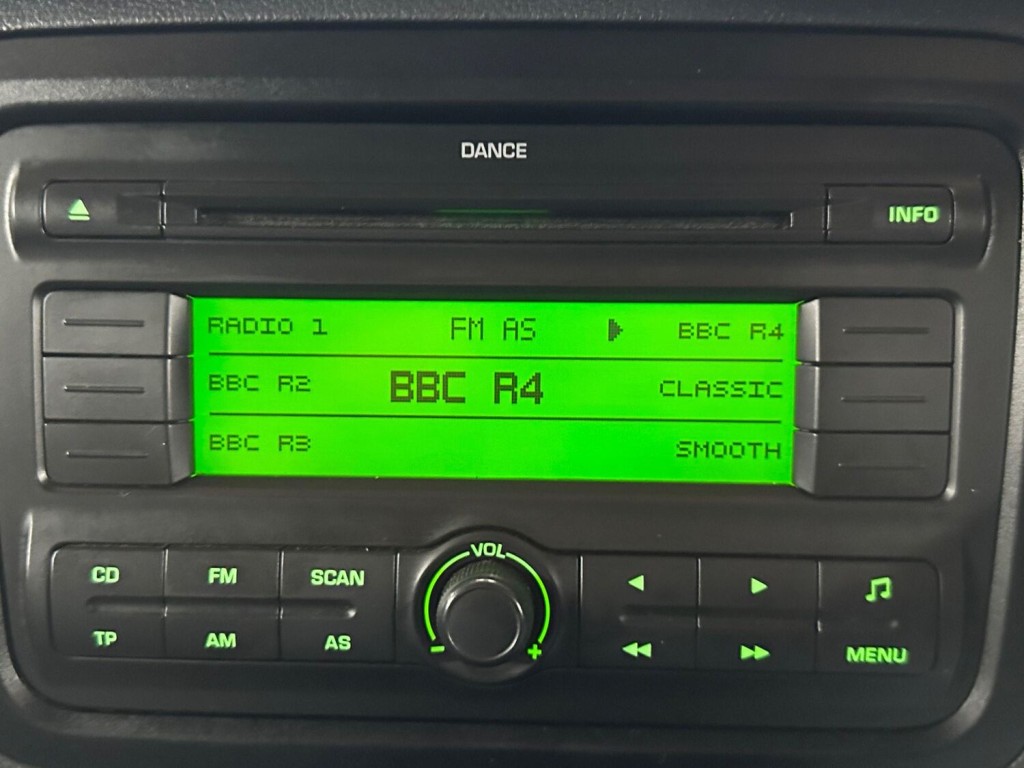 DANCE
INFO
RADIO 1 FM AS BBC R4
BBC R2 BBC R4 CLASSIC
BBC R3 SMOOTH
VOL
CD FM SCAN
TP AM AS - + MENU